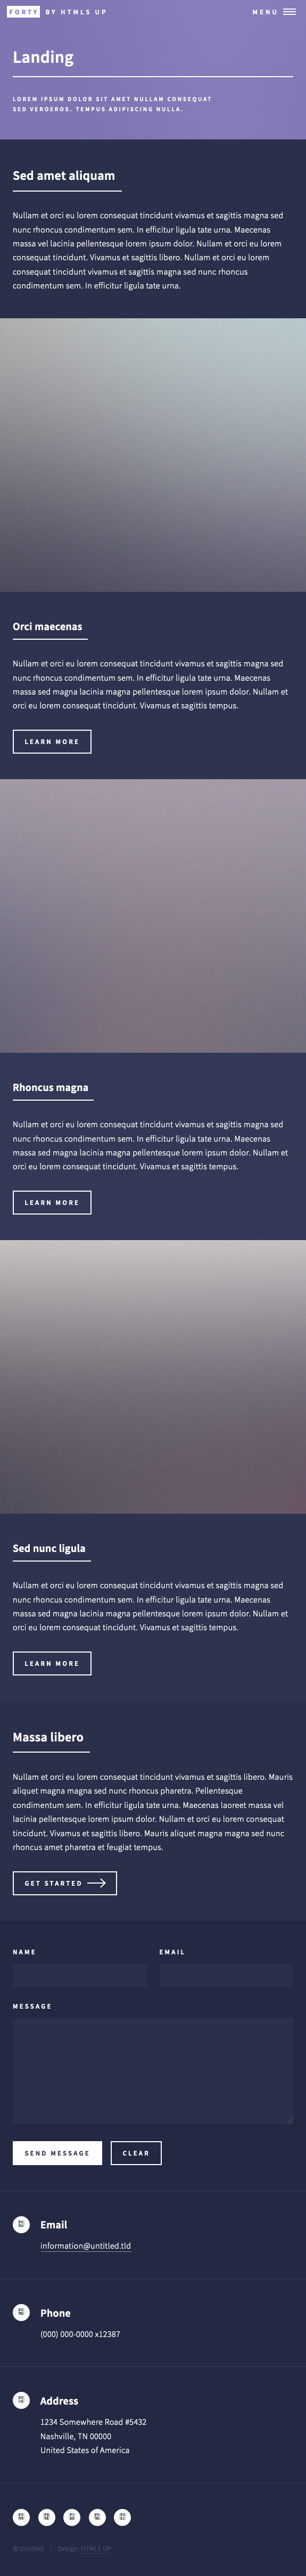 FORTY BY HTML5 UP
MENU
Landing
LOREM IPSUM DOLOR SIT AMET NULLAM CONSEQUAT
SED VERDEROS. TEMPUS ADIPISCING NULLA.
Sed amet aliquam
Nullam et orci eu lorem consequat tincidunt vivamus et sagittis magna sed
nunc rhoncus condimentum sem. In efficitur ligula tate urna. Maecenas
massa vel lacinia pellentesque lorem ipsum dolor. Nullam et orci eu lorem
consequat tincidunt. Vivamus et sagittis libero. Nullam et orci eu lorem
consequat tincidunt vivamus et sagittis magna sed nunc rhoncus
condimentum sem. In efficitur ligula tate urna.
Orci maecenas
Nullam et orci eu lorem consequat tincidunt vivamus et sagittis magna sed
nunc rhoncus condimentum sem. In efficitur ligula tate urna. Maecenas
massa sed magna lacinia magna pellentesque lorem ipsum dolor. Nullam et
orci eu lorem consequat tincidunt. Vivamus et sagittis tempus.
LEARN MORE
Rhoncus magna
Nullam et orci eu lorem consequat tincidunt vivamus et sagittis magna sed
nunc rhoncus condimentum sem. In efficitur ligula tate urna. Maecenas
massa sed magna lacinia magna pellentesque lorem ipsum dolor. Nullam et
orci eu lorem consequat tincidunt. Vivamus et sagittis tempus.
LEARN MORE
Sed nunc ligula
Nullam et orci eu lorem consequat tincidunt vivamus et sagittis magna sed
nunc rhoncus condimentum sem. In efficitur ligula tate urna. Maecenas
massa sed magna lacinia magna pellentesque lorem ipsum dolor. Nullam et
orci eu lorem consequat tincidunt. Vivamus et sagittis tempus.
LEARN MORE
Massa libero
Nullam et orci eu lorem consequat tincidunt vivamus et sagittis libero. Mauris
aliquet magna magna sed nunc rhoncus pharetra. Pellentesque
condimentum sem. In efficitur ligula tate urna. Maecenas laoreet massa vel
lacinia pellentesque lorem ipsum dolor. Nullam et orci eu lorem consequat
tincidunt. Vivamus et sagittis libero. Mauris aliquet magna magna sed nunc
rhoncus amet pharetra et feugiat tempus.
GET STARTED
NAME
EMAIL
MESSAGE
SEND MESSAGE
CLEAR
Email
information@untitled.tld
Phone
(000) 000-0000 x12387
Address
1234 Somewhere Road #5432
Nashville, TN 00000
United States of America
© Untitled
Design: HTML5 UP